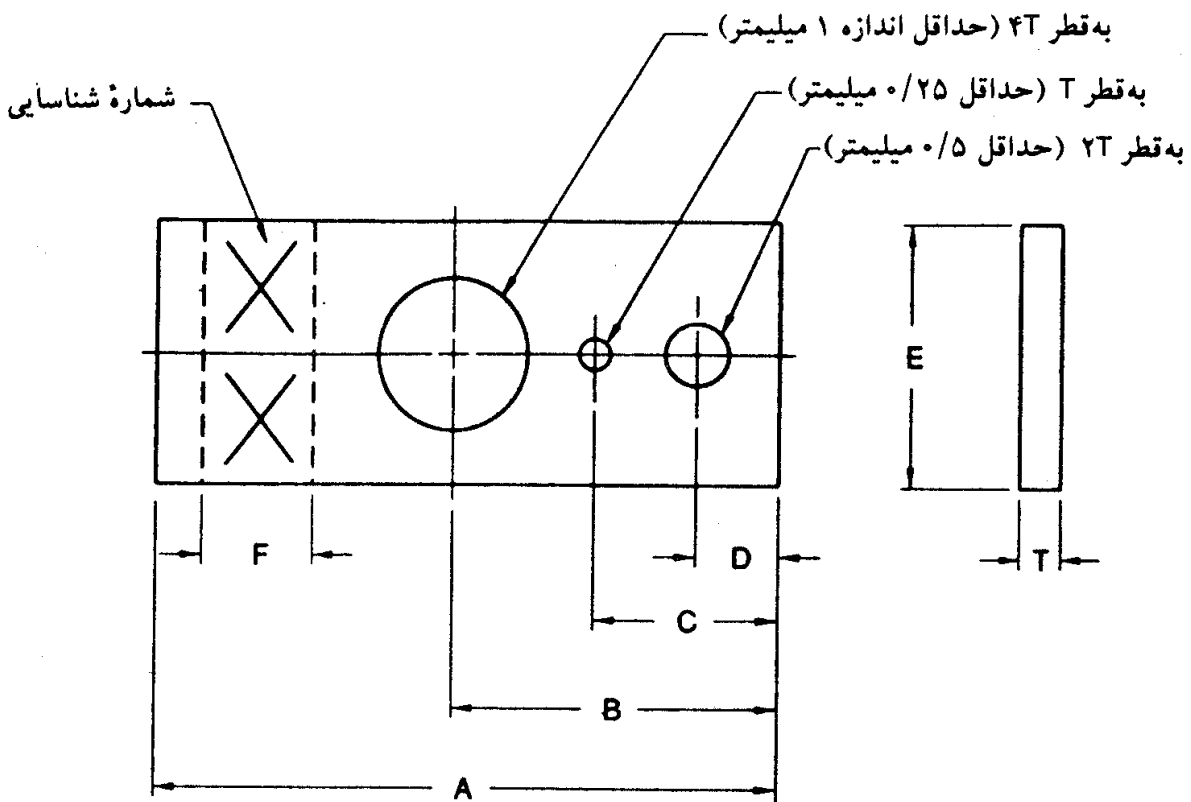 به‌قطر ۴T (حداقل اندازه ۱ میلیمتر)
به‌قطر T (حداقل ۰/۲۵ میلیمتر)
به‌قطر ۲T (حداقل ۰/۵ میلیمتر)
شمارهٔ شناسایی
E
F
D
T
C
B
A